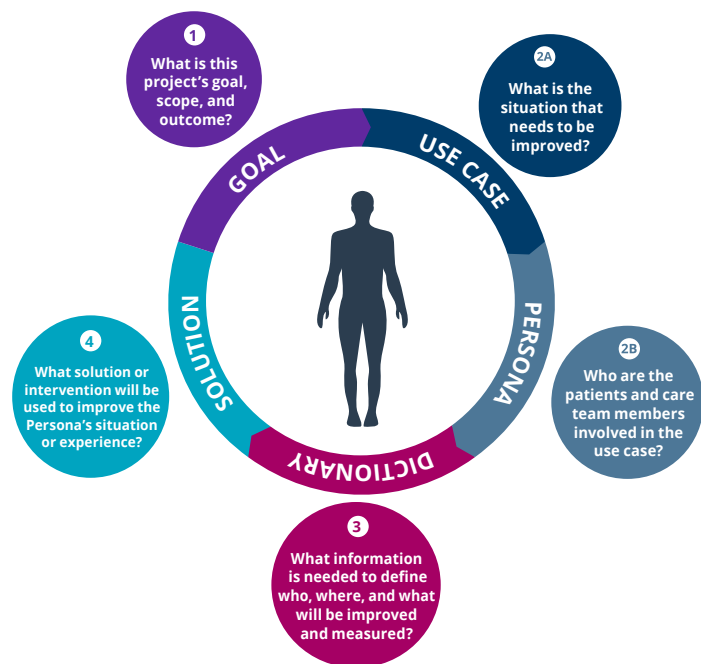 1
What is this
project's goal,
scope, and
outcome?
GOAL
2A
What is the
situation that
needs to be
improved?
USE CASE
2B
Who are the
patients and care
team members
involved in the
use case?
PERSONA
3
What information
is needed to define
who, where, and what
will be improved
and measured?
DICTIONARY
4
What solution or
intervention will be
used to improve the
Persona's situation
or experience?
SOLUTION